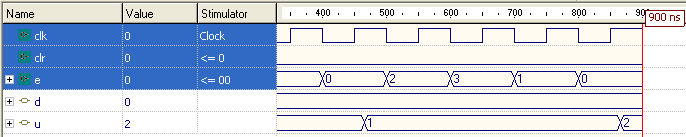 Name Value Stimulator 400 500 600 700 800 900 ns
clk 0 Clock
clr 0 <= 0
e 0 <= 00 0 2 3 1 0
d 0
u 2 1 2